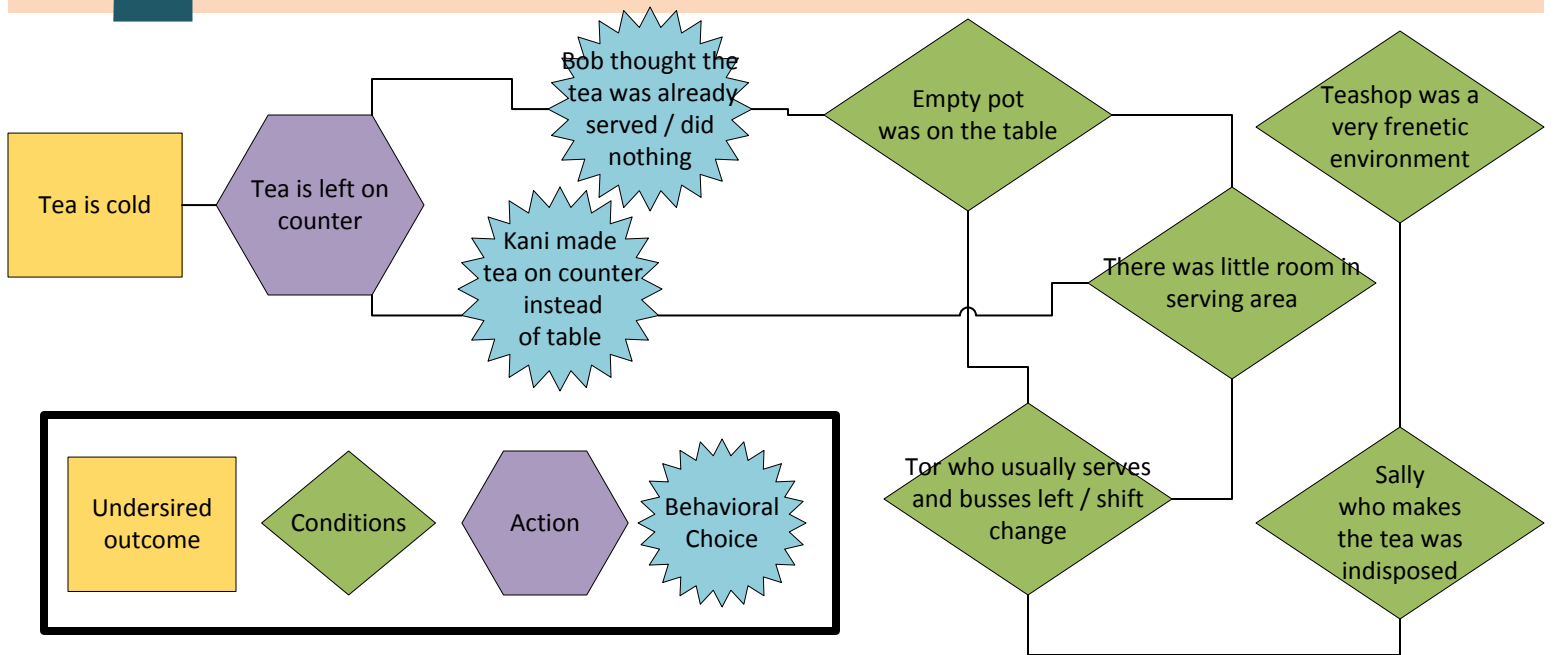 Tea is cold
Tea is left on
counter
Bob thought the
tea was already
served / did
nothing
Kani made
tea on counter
instead
of table
Empty pot
was on the table
Teashop was a
very frenetic
environment
There was little room in
serving area
Tor who usually serves
and busses left / shift
change
Sally
who makes
the tea was
indisposed
Undersired
outcome
Conditions
Action
Behavioral
Choice